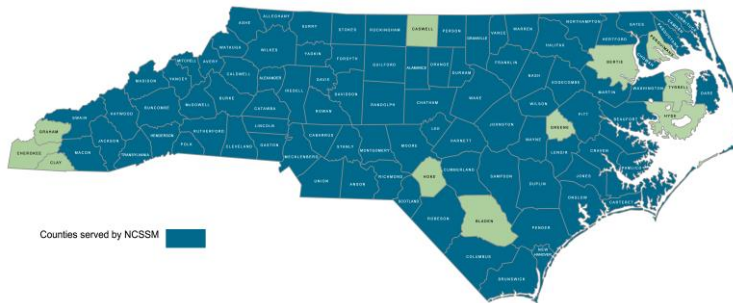 ALLEGHANY
ASHE
SURRY
STOKES
ROCKINGHAM
CASWELL
PERSON
GRANVILLE
VANCE
WARREN
NORTHAMPTON
GATES
HERTFORD
HALIFAX
BERTIE
WATAUGA
WILKES
YADKIN
FORSYTH
GUILFORD
ALAMANCE
ORANGE
DURHAM
FRANKLIN
NASH
EDGECOMBE
MARTIN
WASHINGTON
TYRRELL
DARE
MITCHELL
AVERY
CALDWELL
ALEXANDER
IREDELL
DAVIE
DAVIDSON
RANDOLPH
CHATHAM
WAKE
WILSON
PITT
BEAUFORT
HYDE
MADISON
YANCEY
McDOWELL
BURKE
CATAWBA
ROWAN
JOHNSTON
GREENE
SWAIN
HAYWOOD
BUNCOMBE
RUTHERFORD
LINCOLN
CABARRUS
STANLY
MONTGOMERY
MOORE
LEE
HARNETT
WAYNE
LENOIR
CRAVEN
PAMLICO
GRAHAM
CHEROKEE
CLAY
MACON
JACKSON
TRANSYLVANIA
HENDERSON
POLK
CLEVELAND
GASTON
MECKLENBURG
UNION
ANSON
RICHMOND
HOKE
CUMBERLAND
SAMPSON
DUPLIN
JONES
ONSLOW
CARTERET
SCOTLAND
ROBESON
BLADEN
PENDER
COLUMBUS
NEW
HANOVER
BRUNSWICK
Counties served by NCSSM